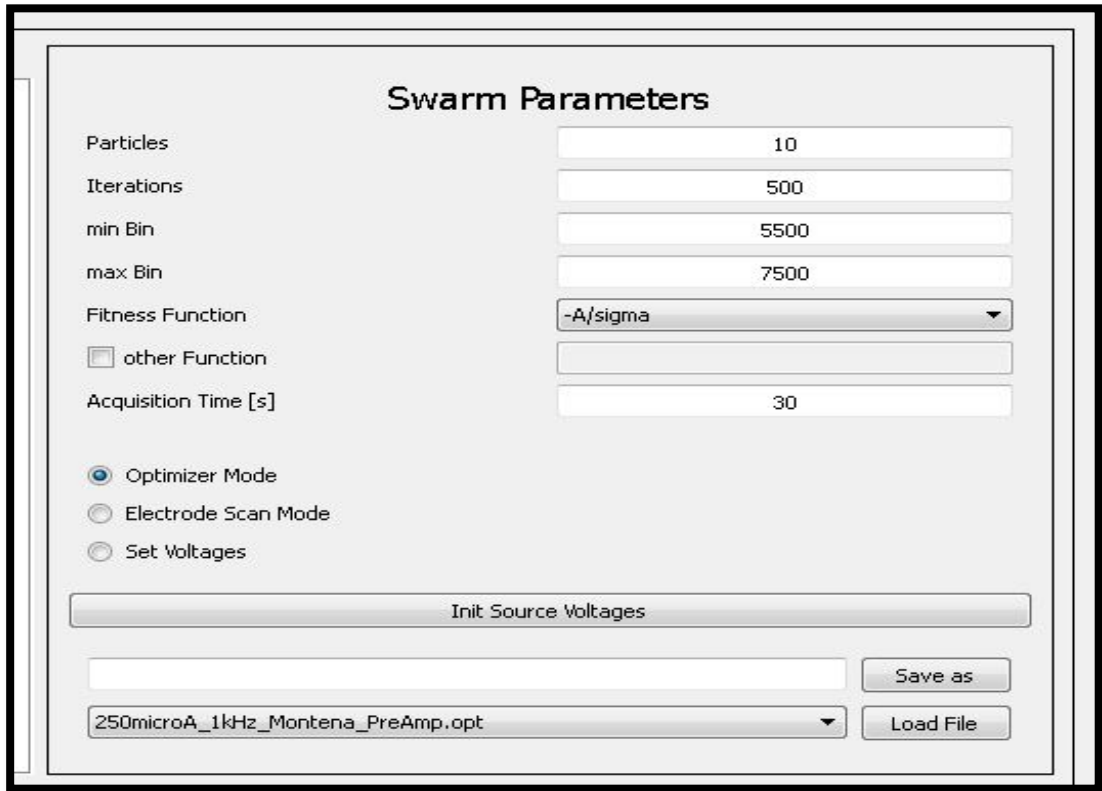 Swarm Parameters
Particles 10
Iterations 500
min Bin 5500
max Bin 7500
Fitness Function -A/sigma
other Function
Acquisition Time [s] 30
Optimizer Mode
Electrode Scan Mode
Set Voltages
Init Source Voltages
Save as
250microA_1kHz_Montena_PreAmp.opt Load File